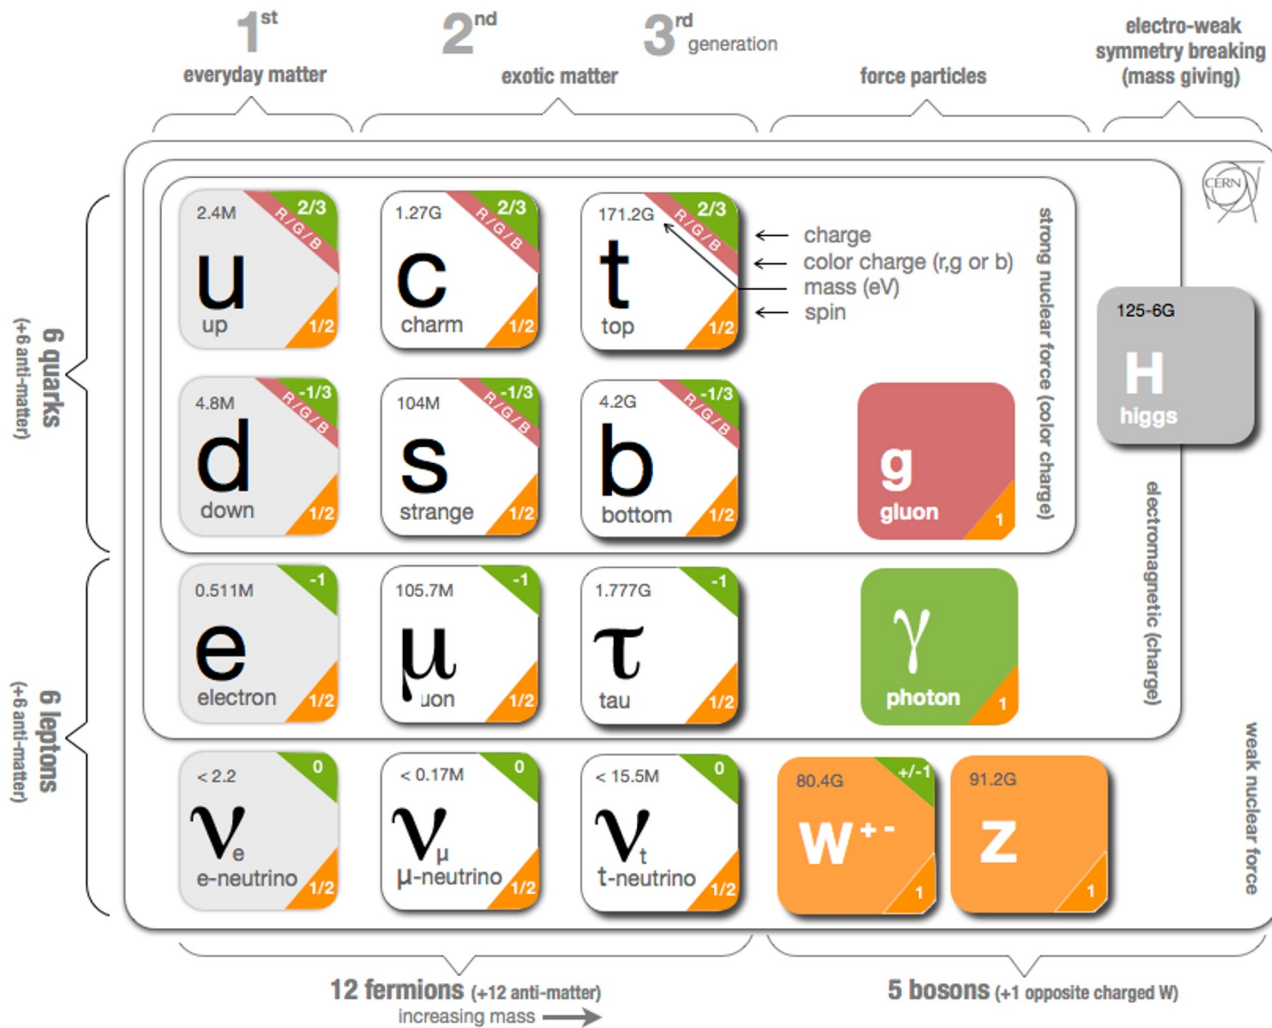 1st
2nd
3rd generation
everyday matter
exotic matter
force particles
electro-weak
symmetry breaking
(mass giving)
CERN
6 quarks
(+6 anti-matter)
2.4M
2/3
R/G/B
u
up
1/2
1.27G
2/3
R/G/B
c
charm
1/2
171.2G
2/3
R/G/B
t
top
1/2
charge
color charge (r,g or b)
mass (eV)
spin
strong nuclear force (color charge)
125-6G
H
higgs
4.8M
-1/3
R/G/B
d
down
1/2
104M
-1/3
R/G/B
s
strange
1/2
4.2G
-1/3
R/G/B
b
bottom
1/2
g
gluon
1
electromagnetic (charge)
6 leptons
(+6 anti-matter)
0.511M
-1
e
electron
1/2
105.7M
-1
μ
uon
1/2
1.777G
-1
τ
tau
1/2
γ
photon
1
weak nuclear force
< 2.2
0
νe
e-neutrino
1/2
< 0.17M
0
νμ
μ-neutrino
1/2
< 15.5M
0
νt
t-neutrino
1/2
80.4G
+/-1
W+-
1
91.2G
Z
1
12 fermions (+12 anti-matter)
increasing mass
5 bosons (+1 opposite charged W)